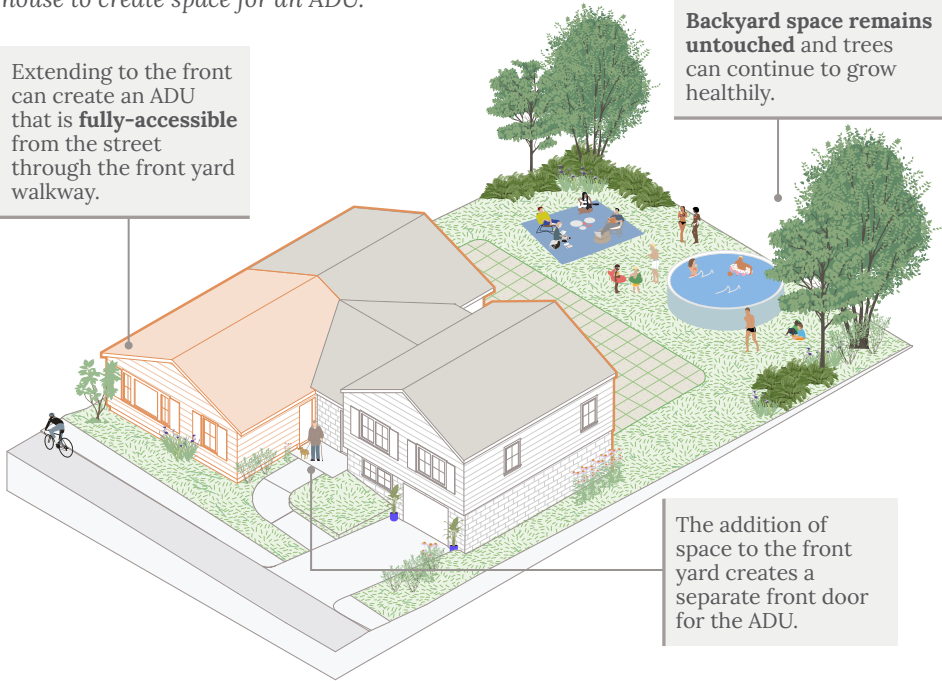 house to create space for an ADU.
Extending to the front
can create an ADU
that is fully-accessible
from the street
through the front yard
walkway.
Backyard space remains
untouched and trees
can continue to grow
healthily.
The addition of
space to the front
yard creates a
separate front door
for the ADU.